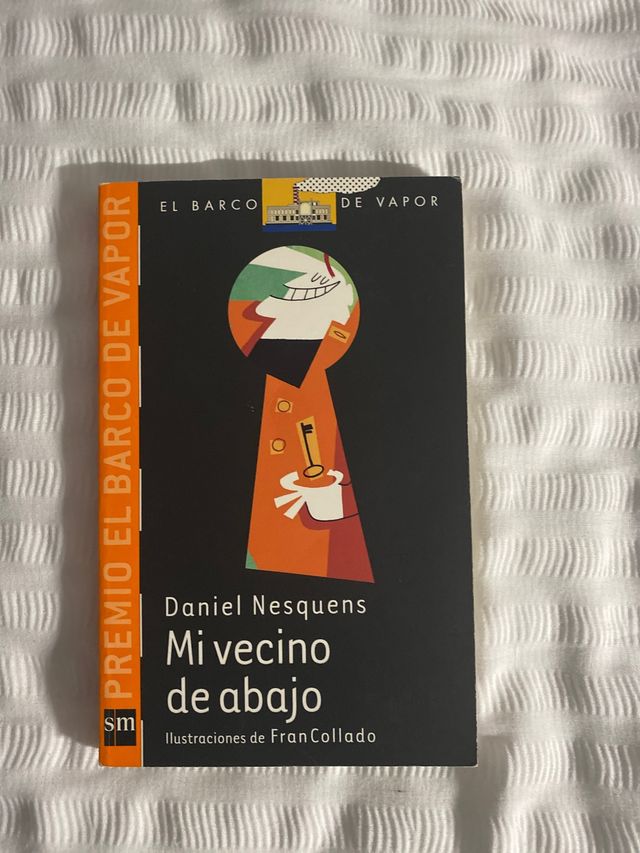 EL BARCO DE VAPOR
PREMIO EL BARCO DE VAPOR
Daniel Nesquens
Mi vecino
de abajo
Ilustraciones de FranCollado
sm